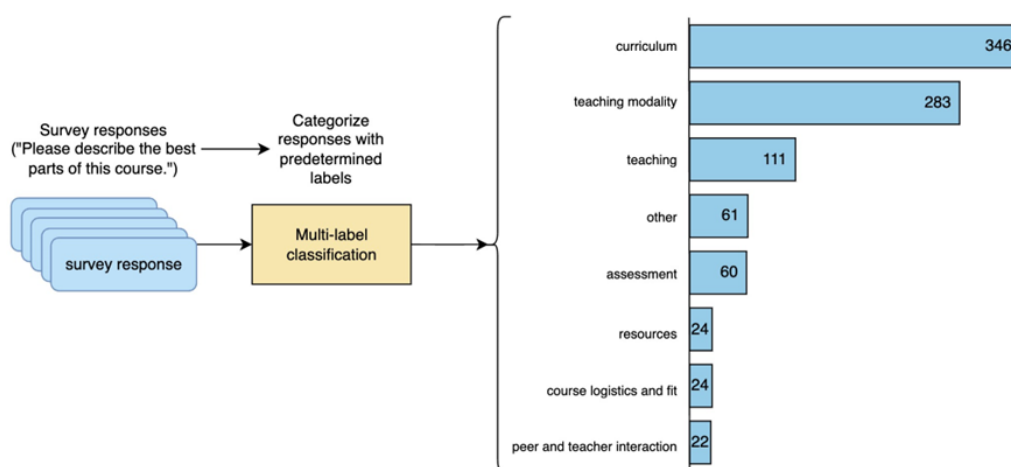 Survey responses
("Please describe the best
parts of this course.")
Categorize
responses with
predetermined
labels
survey response
Multi-label
classification
curriculum
346
teaching modality
283
teaching
111
other
61
assessment
60
resources
24
course logistics and fit
24
peer and teacher interaction
22